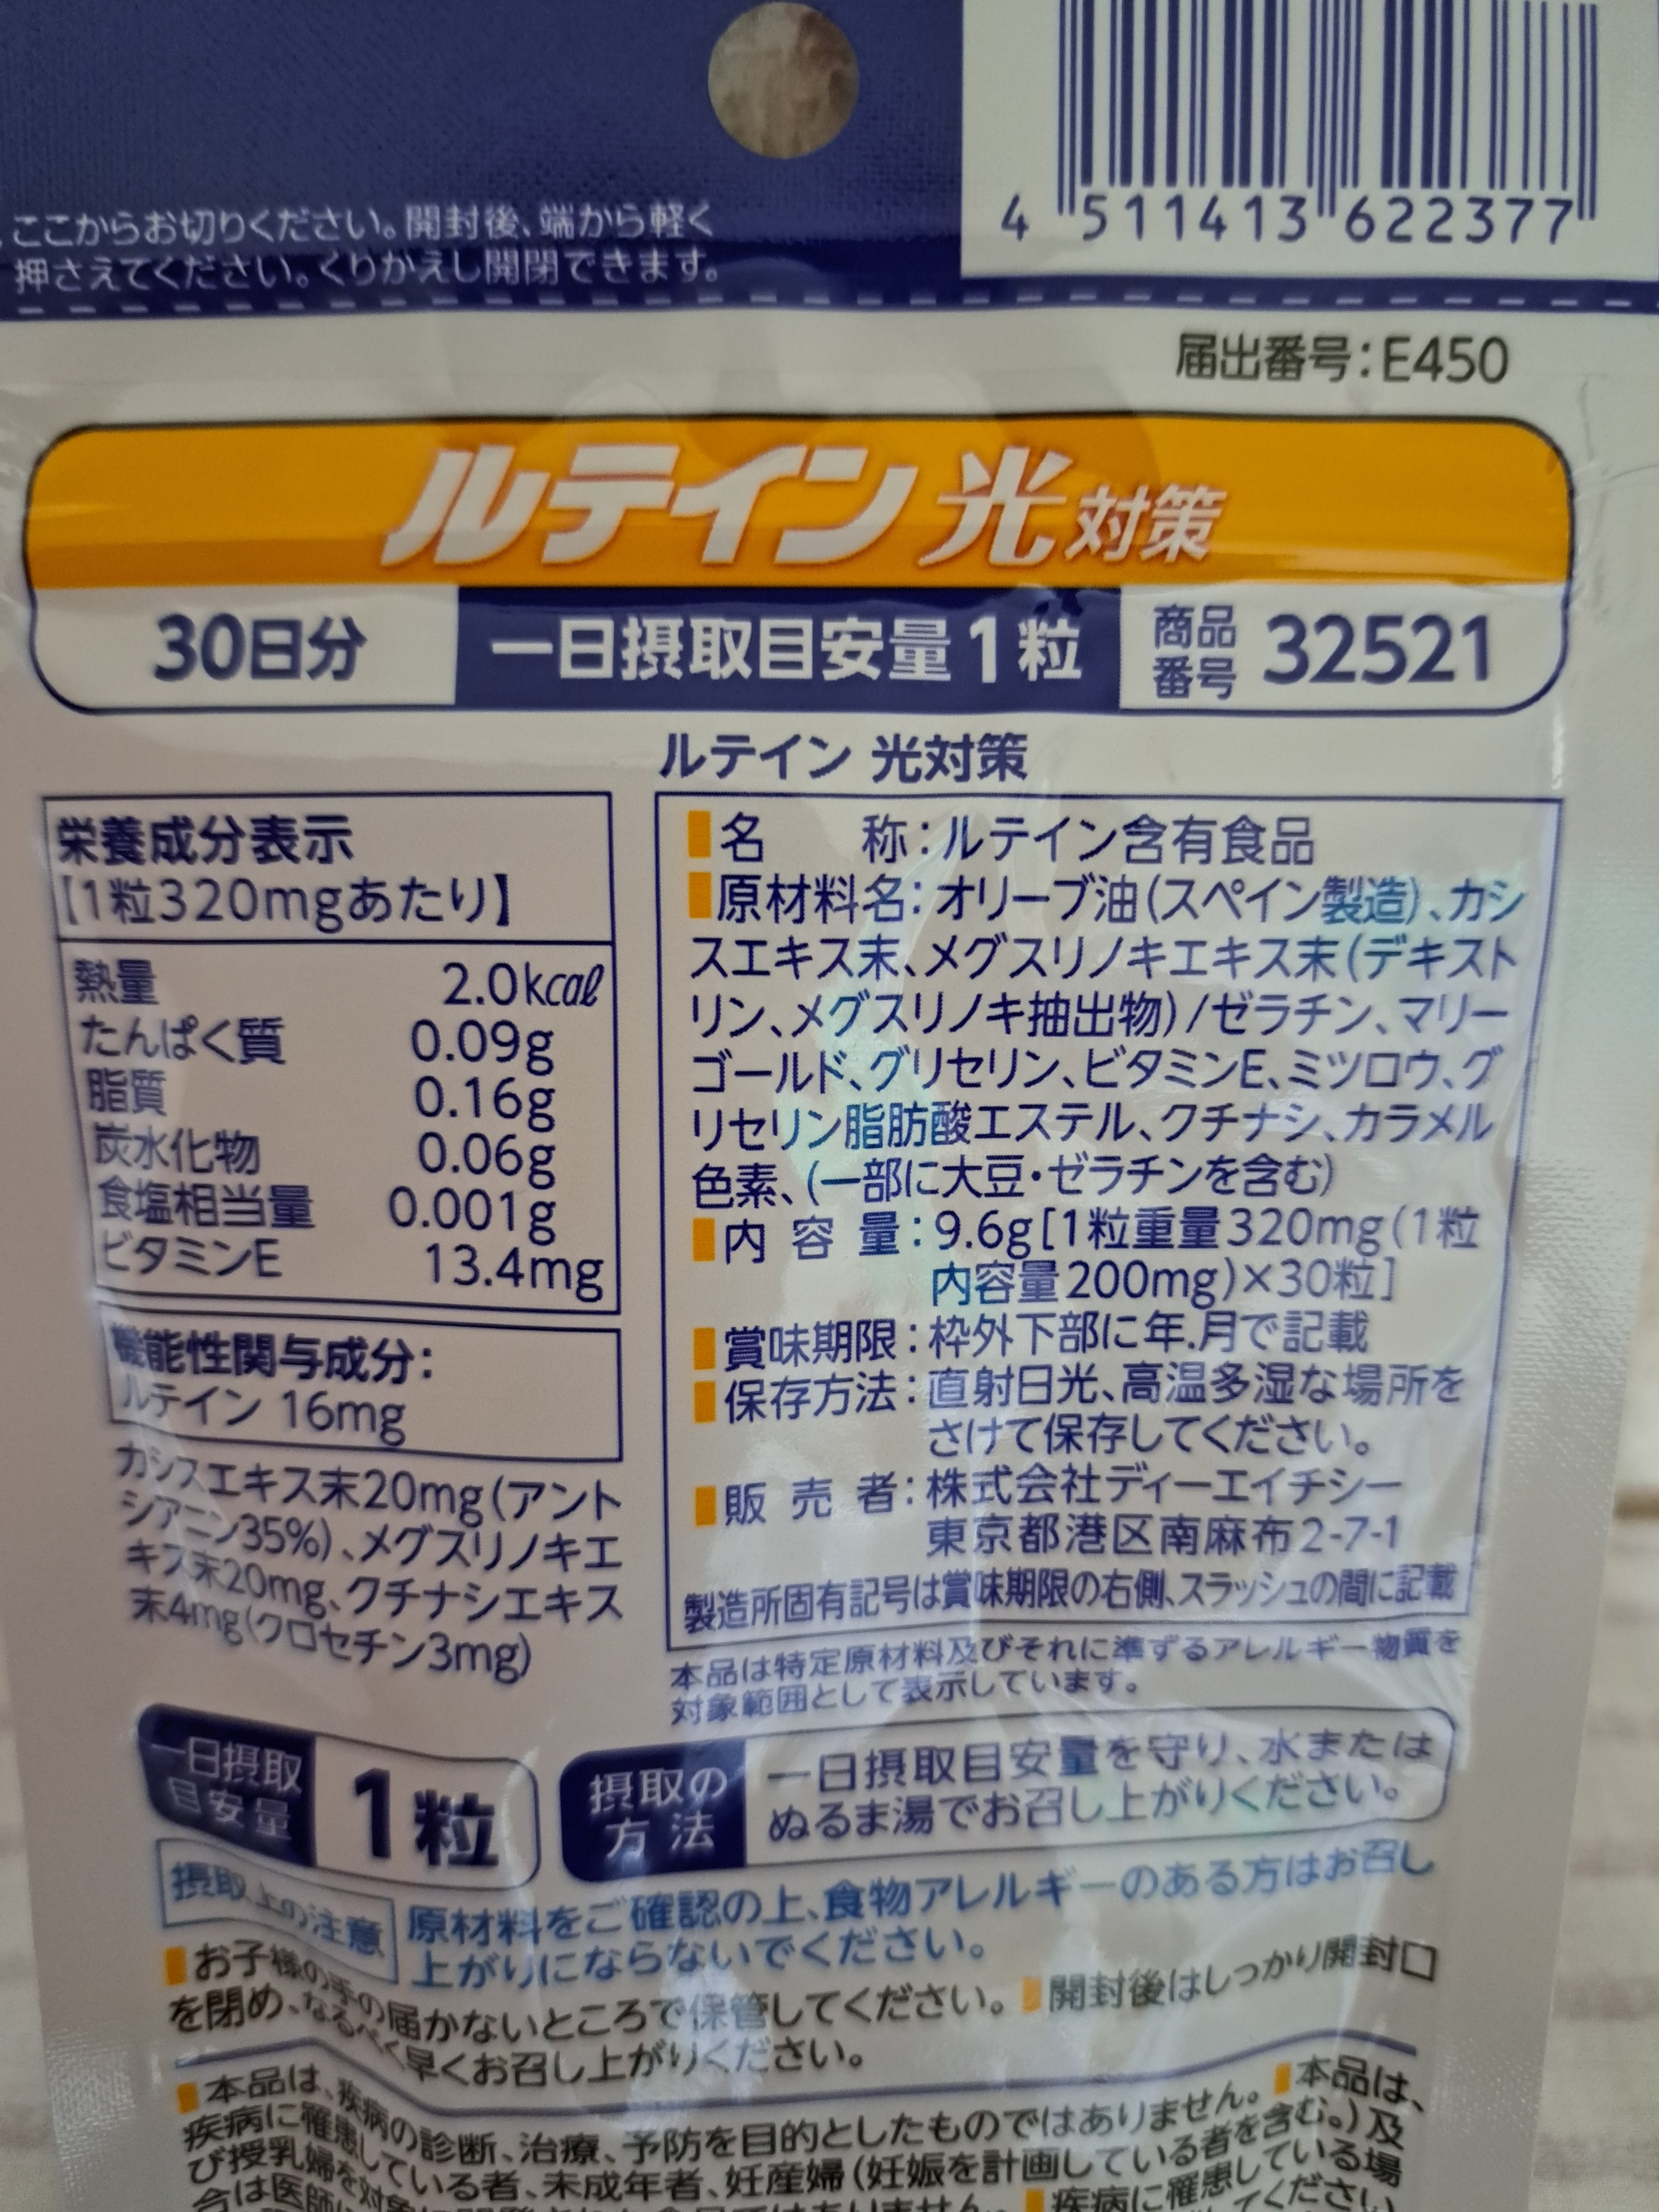 ここからお切りください。開封後、端から軽く
押さえてください。くりかえし開閉できます。
4 511413 622377
届出番号：E450
ルテイン 光対策
30日分 一日摂取目安量1粒 商品番号 32521
ルテイン 光対策
栄養成分表示
【1粒320mgあたり】
熱量 2.0kcal
たんぱく質 0.09g
脂質 0.16g
炭水化物 0.06g
食塩相当量 0.001g
ビタミンE 13.4mg
機能性関与成分：
ルテイン 16mg
カシスエキス末20mg(アント
シアニン35%)、メグスリノキエ
キス末20mg、クチナシエキス
末4mg(クロセチン3mg)
名 称：ルテイン含有食品
原材料名：オリーブ油(スペイン製造)、カシ
スエキス末、メグスリノキエキス末(デキスト
リン、メグスリノキ抽出物)/ゼラチン、マリー
ゴールド、グリセリン、ビタミンE、ミツロウ、グ
リセリン脂肪酸エステル、クチナシ、カラメル
色素、(一部に大豆・ゼラチンを含む)
内 容 量：9.6g[1粒重量320mg(1粒
内容量200mg)×30粒]
賞味期限：枠外下部に年.月で記載
保存方法：直射日光、高温多湿な場所を
さけて保存してください。
販 売 者：株式会社ディーエイチシー
東京都港区南麻布2-7-1
製造所固有記号は賞味期限の右側、スラッシュの間に記載
本品は特定原材料及びそれに準ずるアレルギー物質を
対象範囲として表示しています。
一日摂取
目安量 1粒
摂取の
方法
一日摂取目安量を守り、水または
ぬるま湯でお召し上がりください。
摂取上の注意
原材料をご確認の上、食物アレルギーのある方はお召し
上がりにならないでください。
お子様の手の届かないところで保管してください。 開封後はしっかり開封口
を閉め、なるべく早くお召し上がりください。
本品は、疾病の診断、治療、予防を目的としたものではありません。 本品は、
疾病に罹患している者、未成年者、妊産婦(妊娠を計画している者を含む。)及
び授乳婦を対象に
疾病に罹患している場
合は医師に